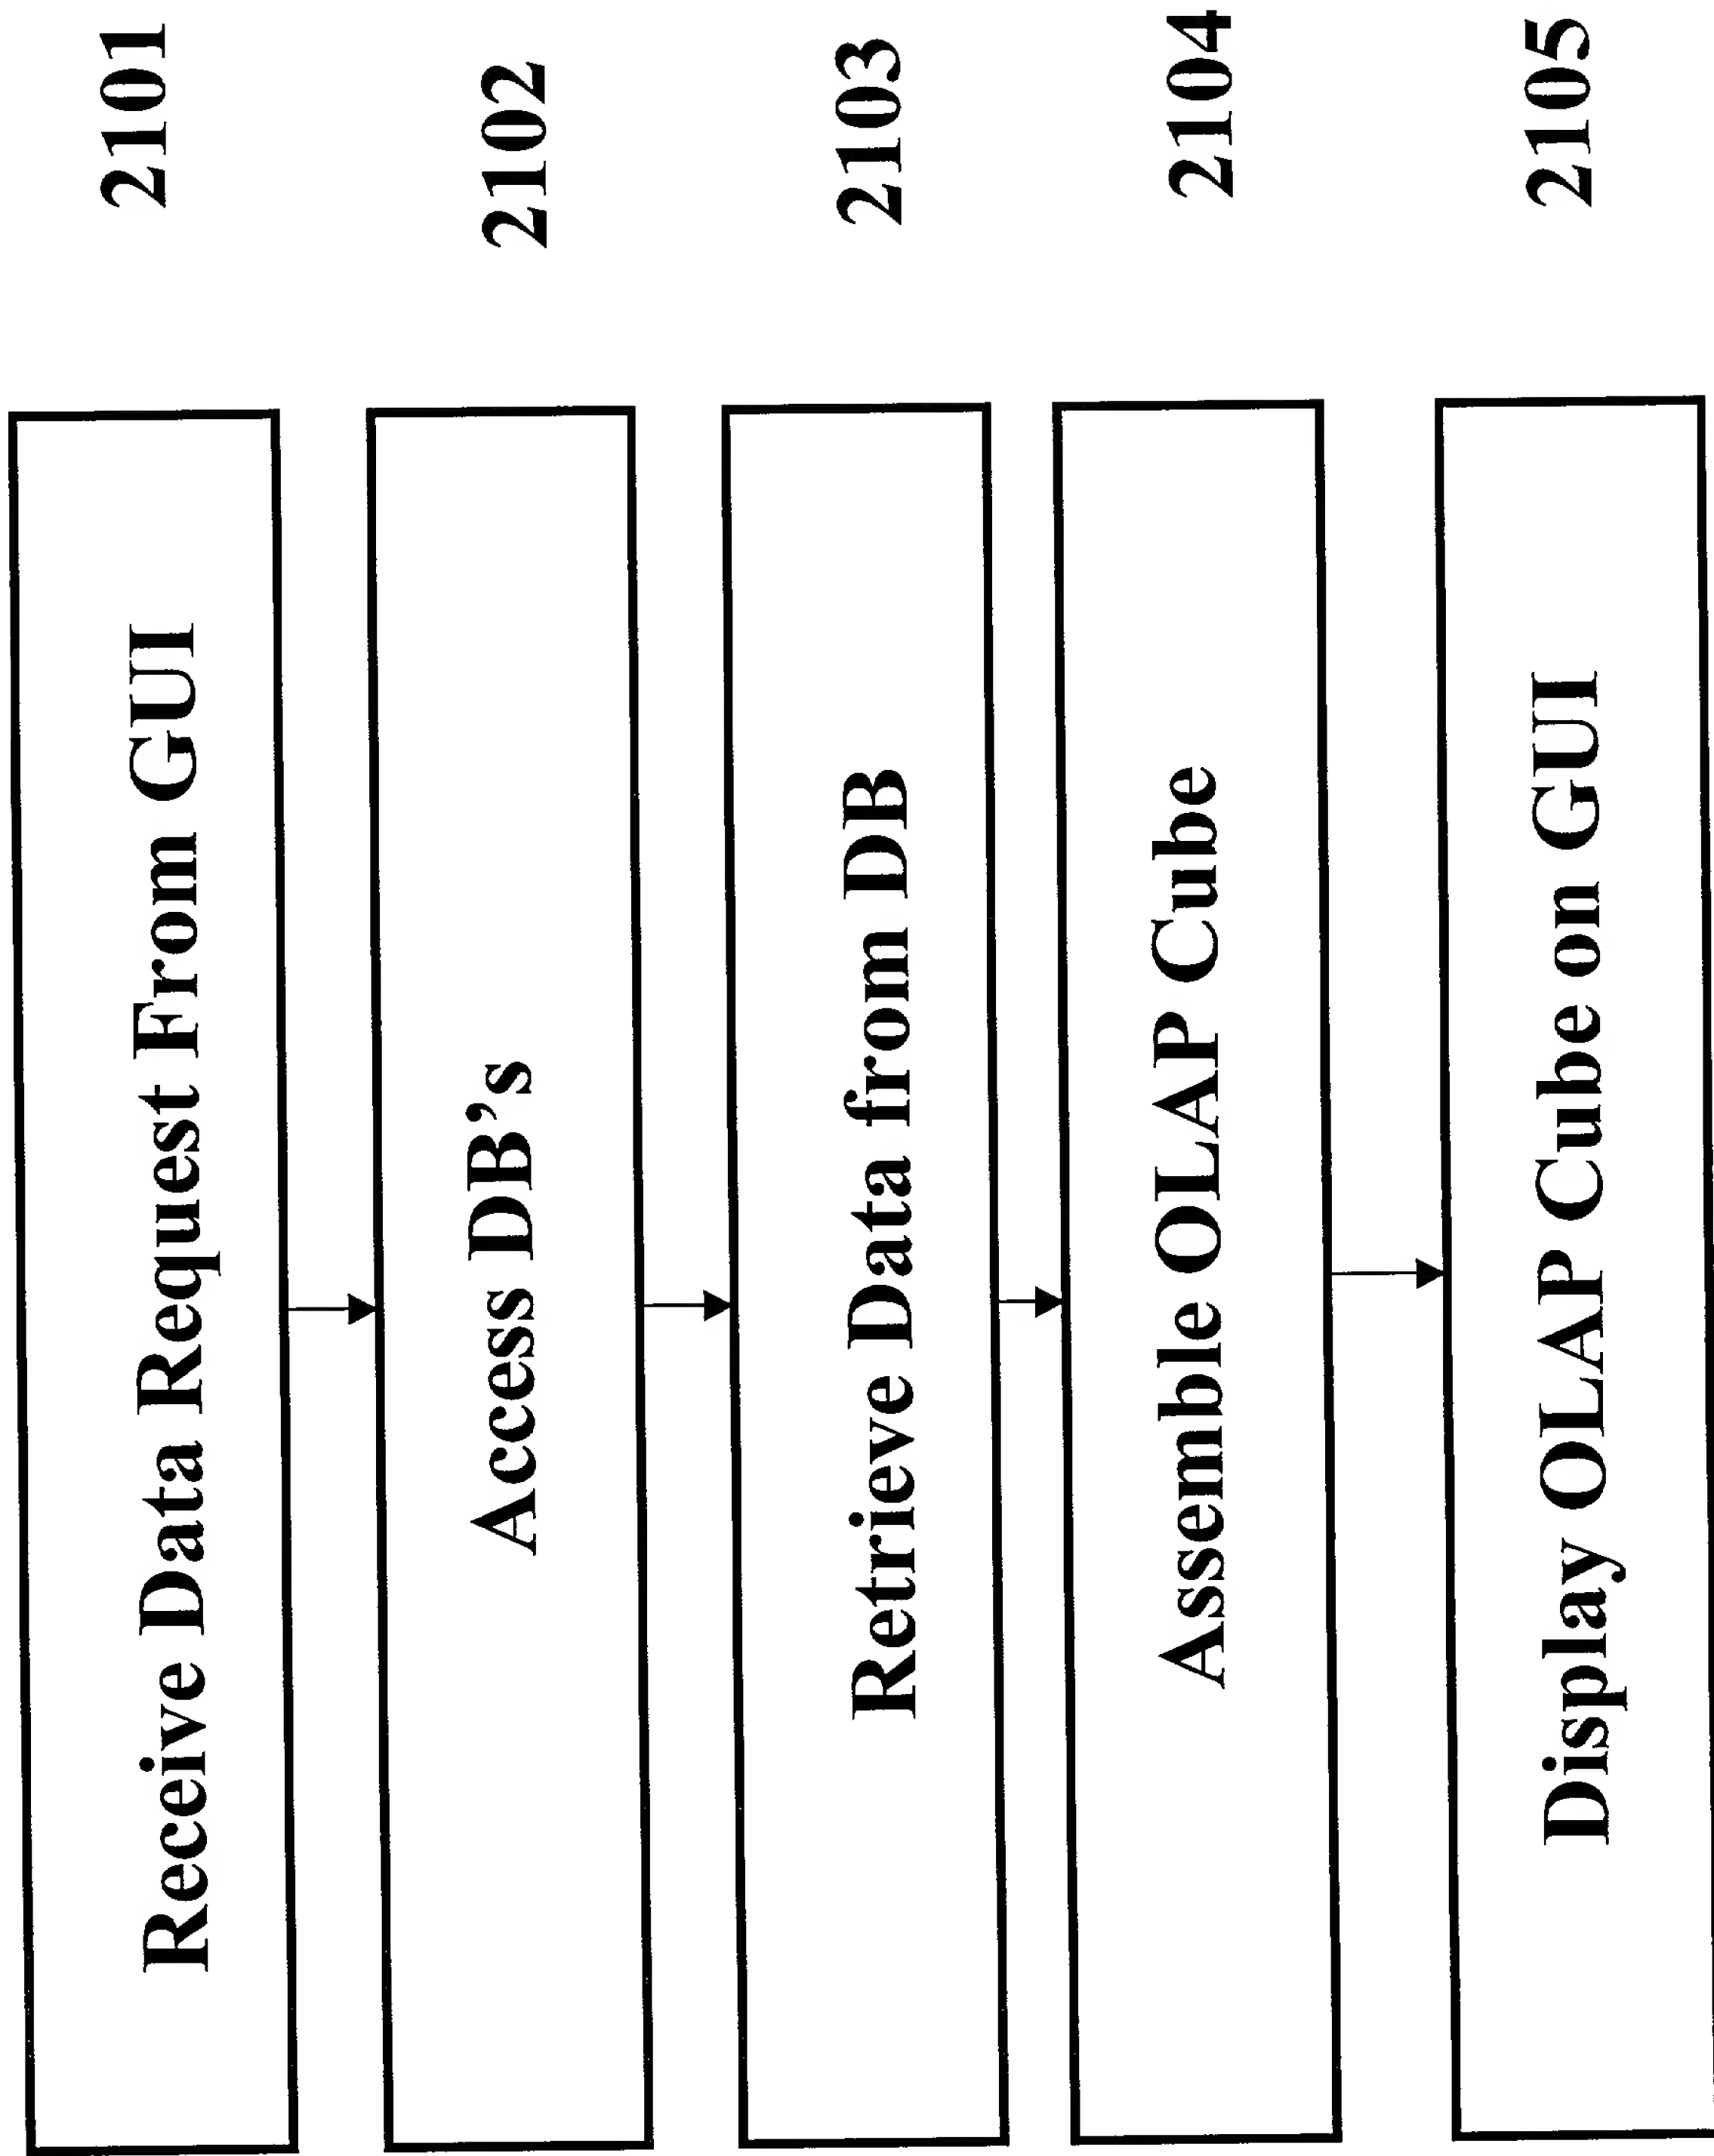 Receive Data Request From GUI
2101
Access DB’s
2102
Retrieve Data from DB
2103
Assemble OLAP Cube
2104
Display OLAP Cube on GUI
2105